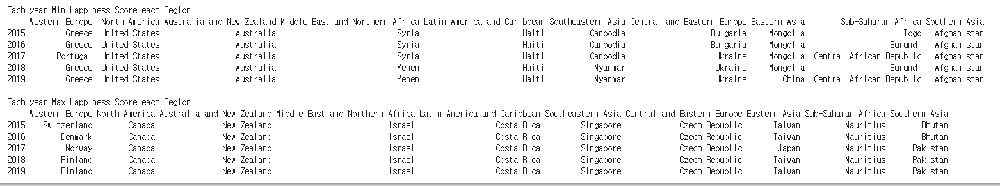 Each year Min Happiness Score each Region
Western Europe North America Australia and New Zealand Middle East and Northern Africa Latin America and Caribbean Southeastern Asia Central and Eastern Europe Eastern Asia Sub-Saharan Africa Southern Asia
2015 Greece United States Australia Syria Haiti Cambodia Bulgaria Mongolia Togo Afghanistan
2016 Greece United States Australia Syria Haiti Cambodia Bulgaria Mongolia Burundi Afghanistan
2017 Portugal United States Australia Syria Haiti Cambodia Ukraine Mongolia Central African Republic Afghanistan
2018 Greece United States Australia Yemen Haiti Myanmar Ukraine Mongolia Burundi Afghanistan
2019 Greece United States Australia Yemen Haiti Myanmar Ukraine China Central African Republic Afghanistan
Each year Max Happiness Score each Region
Western Europe North America Australia and New Zealand Middle East and Northern Africa Latin America and Caribbean Southeastern Asia Central and Eastern Europe Eastern Asia Sub-Saharan Africa Southern Asia
2015 Switzerland Canada New Zealand Israel Costa Rica Singapore Czech Republic Taiwan Mauritius Bhutan
2016 Denmark Canada New Zealand Israel Costa Rica Singapore Czech Republic Taiwan Mauritius Bhutan
2017 Norway Canada New Zealand Israel Costa Rica Singapore Czech Republic Japan Mauritius Pakistan
2018 Finland Canada New Zealand Israel Costa Rica Singapore Czech Republic Taiwan Mauritius Pakistan
2019 Finland Canada New Zealand Israel Costa Rica Singapore Czech Republic Taiwan Mauritius Pakistan